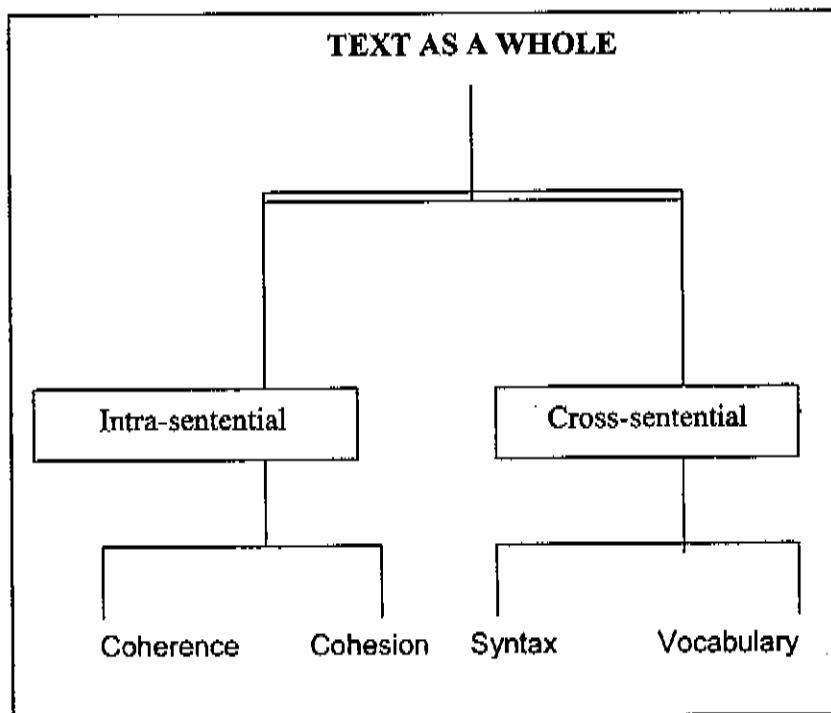 TEXT AS A WHOLE
Intra-sentential
Cross-sentential
Coherence
Cohesion
Syntax
Vocabulary